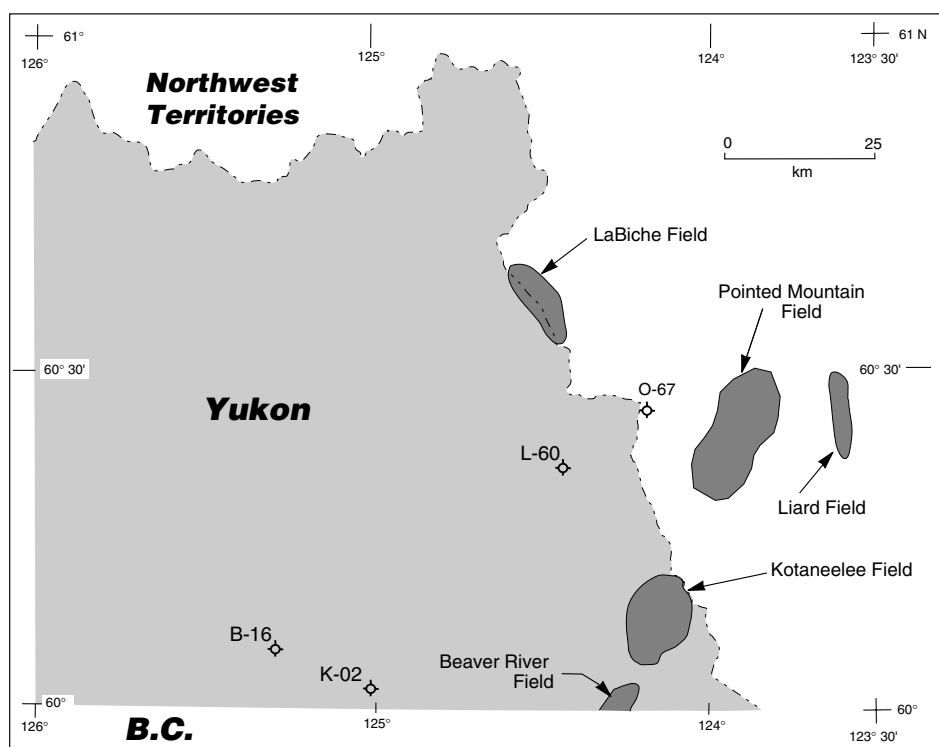 61°
61 N
126°
125°
124°
123° 30'
Northwest
Territories
0
25
km
LaBiche Field
Pointed Mountain
Field
60° 30'
60° 30'
O-67
Yukon
L-60
Liard Field
Kotaneelee Field
B-16
Beaver River
Field
K-02
60°
60°
126°
125°
124°
123° 30'
B.C.